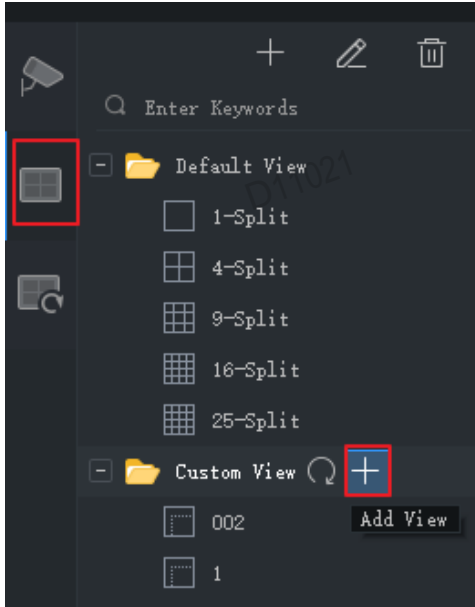 Enter Keywords
Default View
D11021
1-Split
4-Split
9-Split
16-Split
25-Split
Custom View
Add View
002
1